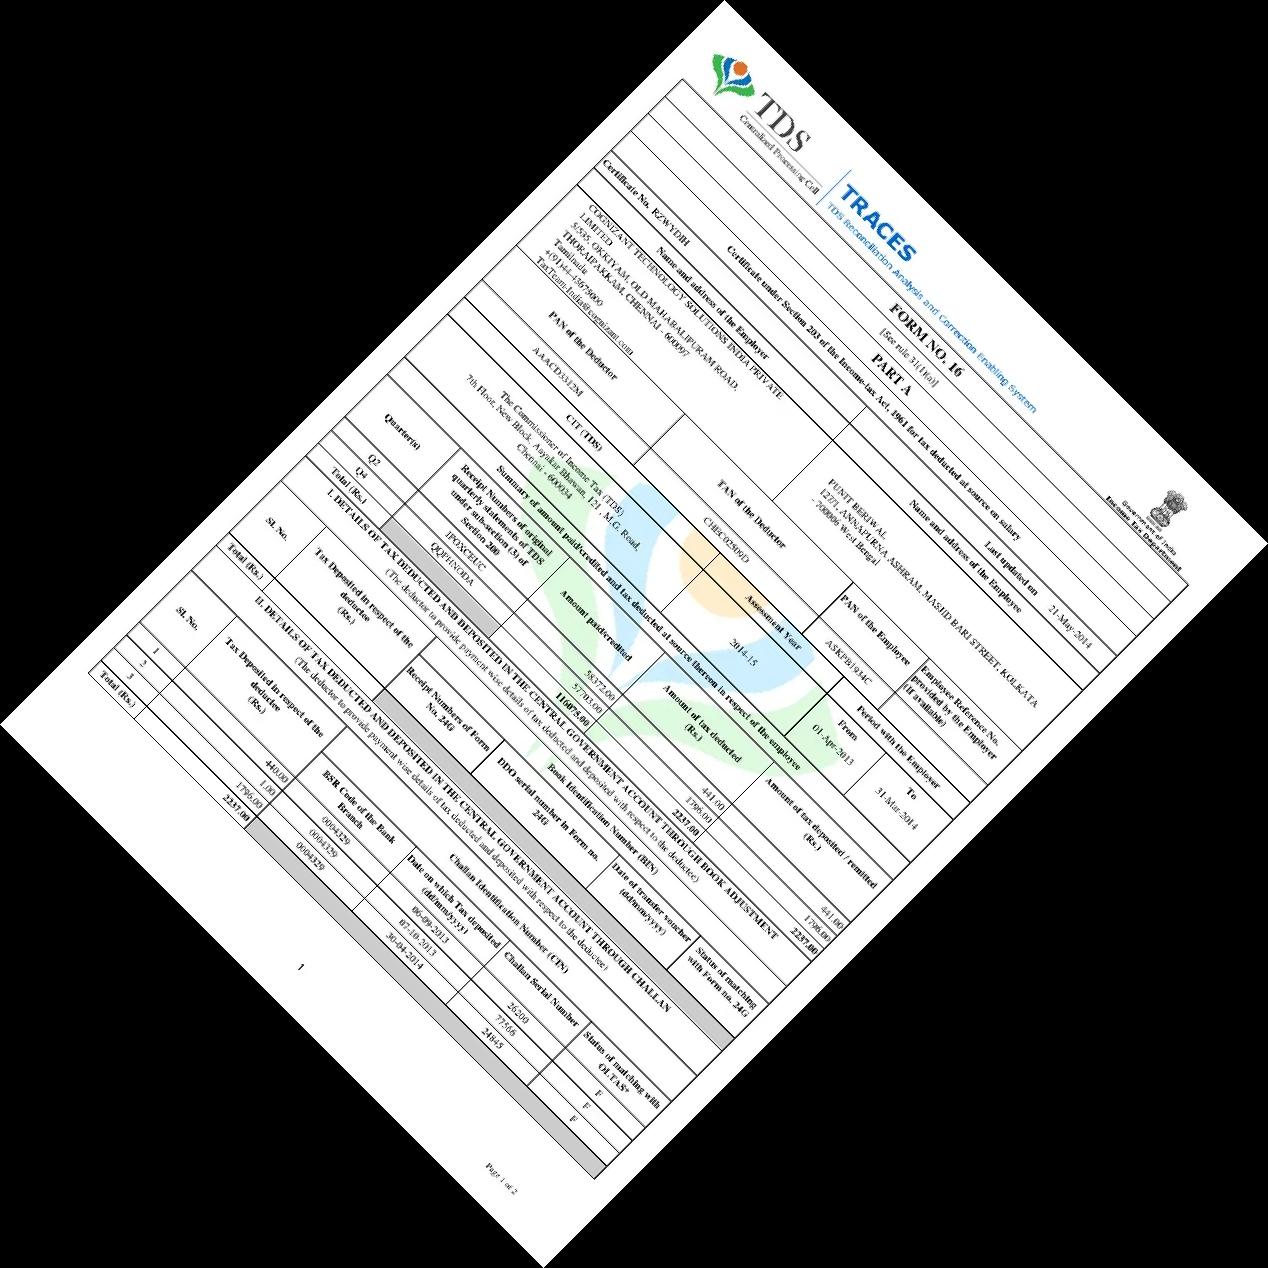 TDS
Centralized Processing Cell
TRACES
TDS Reconciliation Analysis and Correction Enabling System
Government of India
Income Tax Department
FORM NO. 16
[See rule 31(1)(a)]
PART A
Certificate under Section 203 of the Income-tax Act, 1961 for tax deducted at source on salary
Certificate No. RZWYDIH
Last updated on 21-May-2014
Name and address of the Employer
Name and address of the Employee
COGNIZANT TECHNOLOGY SOLUTIONS INDIA PRIVATE
LIMITED
5/535, OKKIYAM, OLD MAHABALIPURAM ROAD,
THORAIPAKKAM, CHENNAI - 600097
Tamilnadu
+(91)44-43675000
TaxTeam-India@cognizant.com
PUNIT BERIWAL
127/1, ANNAPURNA ASHRAM, MASJID BARI STREET, KOLKATA
- 700006 West Bengal
PAN of the Deductor
TAN of the Deductor
PAN of the Employee
Employee Reference No.
provided by the Employer
(If available)
AAACD3312M
CHEC02509D
ASKPB1934C
CIT (TDS)
Assessment Year
Period with the Employer
The Commissioner of Income Tax (TDS)
7th Floor, New Block, Aayakar Bhawan, 121 , M.G. Road,
Chennai - 600034
2014-15
From
To
01-Apr-2013
31-Mar-2014
Summary of amount paid/credited and tax deducted at source thereon in respect of the employee
Quarter(s)
Receipt Numbers of original
quarterly statements of TDS
under sub-section (3) of
Section 200
Amount paid/credited
Amount of tax deducted
(Rs.)
Amount of tax deposited / remitted
(Rs.)
Q2 58372.00 441.00 441.00
Q4 QQPHNODA 57703.00 1796.00 1796.00
Total (Rs.) 116075.00 2237.00 2237.00
I. DETAILS OF TAX DEDUCTED AND DEPOSITED IN THE CENTRAL GOVERNMENT ACCOUNT THROUGH BOOK ADJUSTMENT
(The deductor to provide payment wise details of tax deducted and deposited with respect to the deductee)
Sl. No.
Tax Deposited in respect of the
deductee
(Rs.)
Book Identification Number (BIN)
Receipt Numbers of Form
No. 24G
DDO serial number in Form no.
24G
Date of transfer voucher
(dd/mm/yyyy)
Status of matching
with Form no. 24G
Total (Rs.)
II. DETAILS OF TAX DEDUCTED AND DEPOSITED IN THE CENTRAL GOVERNMENT ACCOUNT THROUGH CHALLAN
(The deductor to provide payment wise details of tax deducted and deposited with respect to the deductee)
Sl. No.
Tax Deposited in respect of the
deductee
(Rs.)
Challan Identification Number (CIN)
BSR Code of the Bank
Branch
Date on which Tax deposited
(dd/mm/yyyy)
Challan Serial Number
Status of matching with
OLTAS*
1 440.00 0004329 06-09-2013 26200 F
2 1.00 0004329 07-10-2013 77566 F
3 1796.00 0004329 30-04-2014 24845 F
Total (Rs.) 2237.00
1
Page 1 of 2